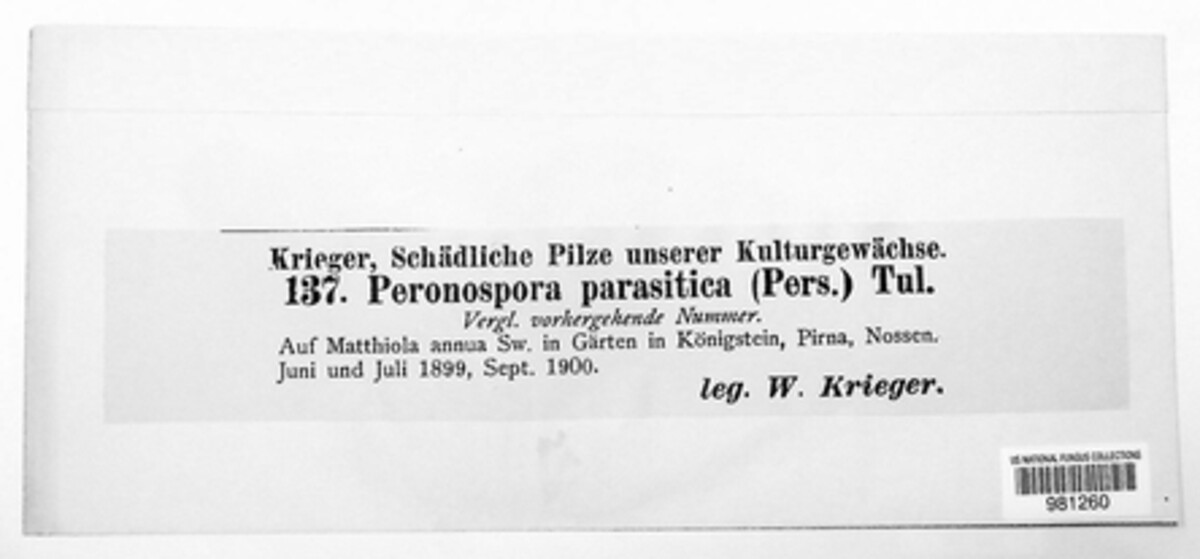 Krieger, Schädliche Pilze unserer Kulturgewächse.
137. Peronospora parasitica (Pers.) Tul.
Vergl. vorhergehende Nummer.
Auf Matthiola annua Sw. in Gärten in Königstein, Pirna, Nossen.
Juni und Juli 1899, Sept. 1900.
leg. W. Krieger.
US NATIONAL FUNGUS COLLECTIONS
981260